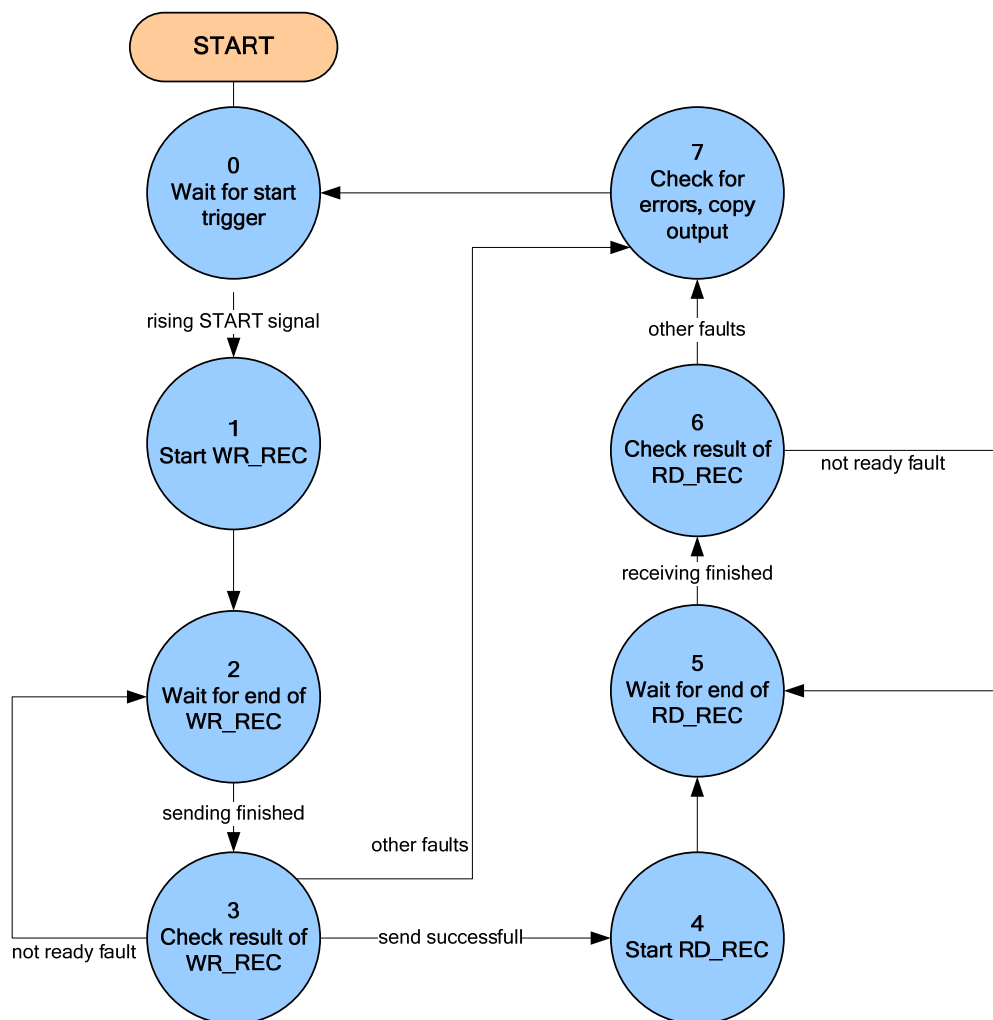 START
0
Wait for start
trigger
rising START signal
1
Start WR_REC
2
Wait for end of
WR_REC
sending finished
3
Check result of
WR_REC
not ready fault
other faults
send successfull
4
Start RD_REC
5
Wait for end of
RD_REC
receiving finished
6
Check result of
RD_REC
not ready fault
other faults
7
Check for
errors, copy
output